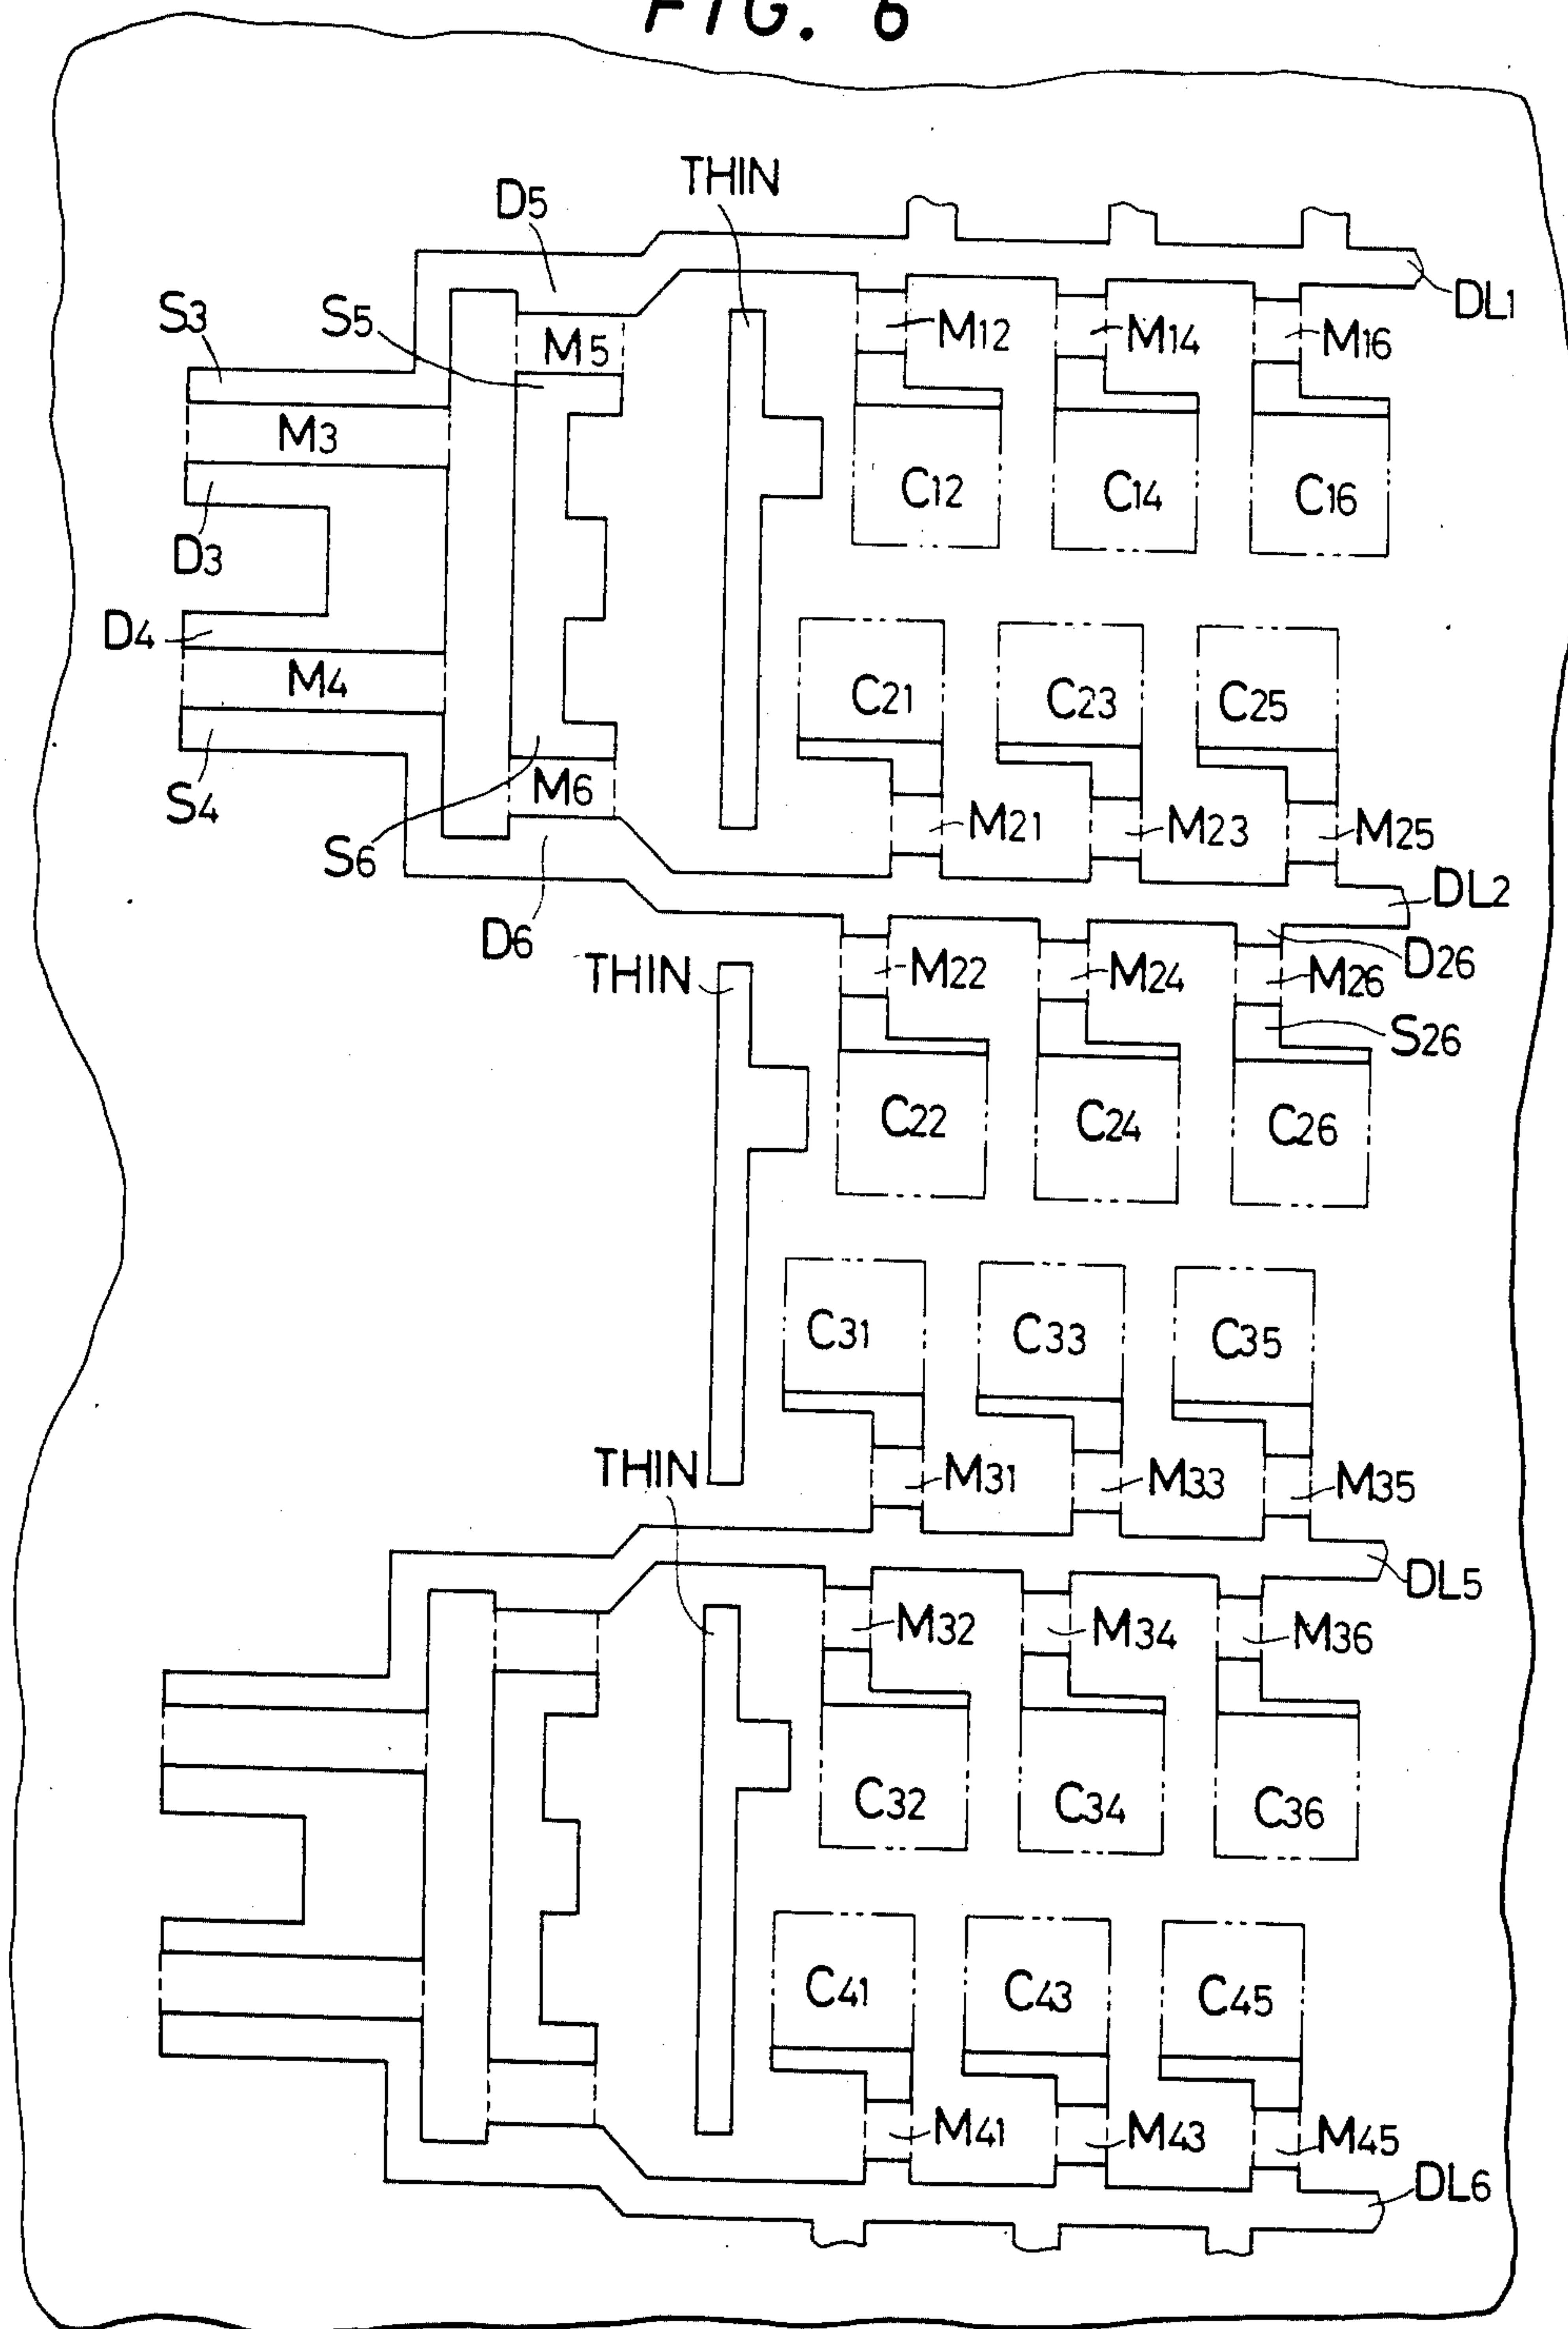 FIG. 6
THIN
D5
DL1
S3
S5
M5
M12
M14
M16
M3
C12
C14
C16
D3
D4
M4
C21
C23
C25
S4
M6
M21
M23
M25
S6
DL2
D6
D26
THIN
M22
M24
M26
S26
C22
C24
C26
C31
C33
C35
THIN
M31
M33
M35
DL5
M32
M34
M36
C32
C34
C36
C41
C43
C45
M41
M43
M45
DL6